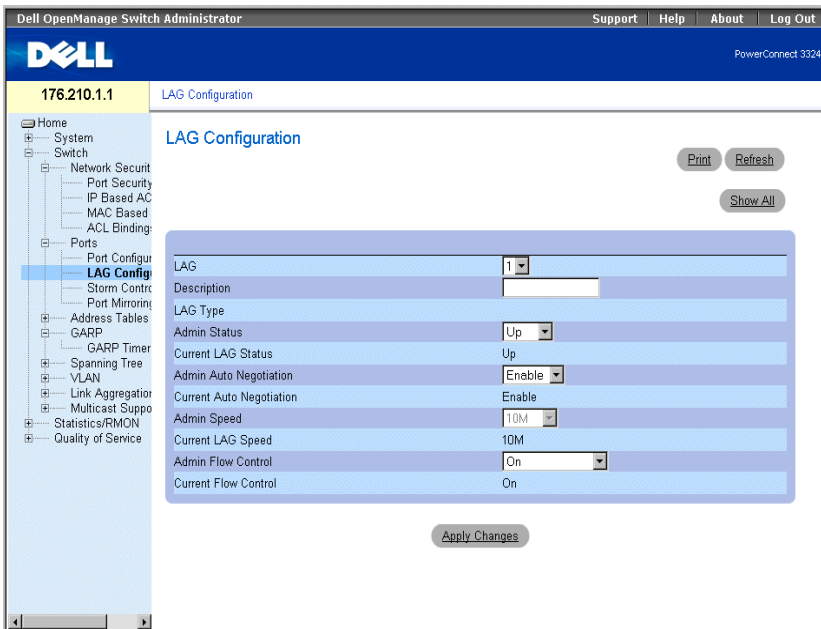 Dell OpenManage Switch Administrator
Support | Help | About | Log Out
DELL
PowerConnect 3324
176.210.1.1
LAG Configuration
Home
System
Switch
Network Securit
Port Security
IP Based AC
MAC Based
ACL Binding
Ports
Port Configur
LAG Config
Storm Contro
Port Mirroring
Address Tables
GARP
GARP Timer
Spanning Tree
VLAN
Link Aggregation
Multicast Suppo
Statistics/RMON
Quality of Service
LAG Configuration
Print
Refresh
Show All
LAG 1
Description
LAG Type
Admin Status Up
Current LAG Status Up
Admin Auto Negotiation Enable
Current Auto Negotiation Enable
Admin Speed 10M
Current LAG Speed 10M
Admin Flow Control On
Current Flow Control On
Apply Changes